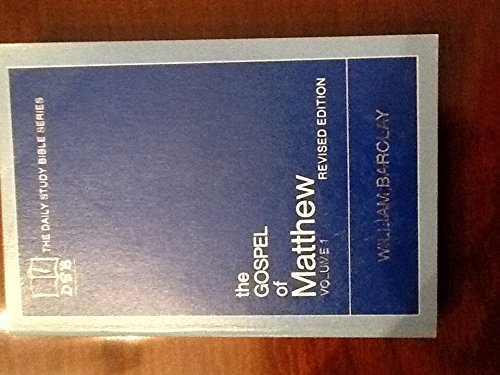 DSB
THE DAILY STUDY BIBLE SERIES
the
GOSPEL
of
Matthew
VOLUME 1
REVISED EDITION
WILLIAM BARCLAY